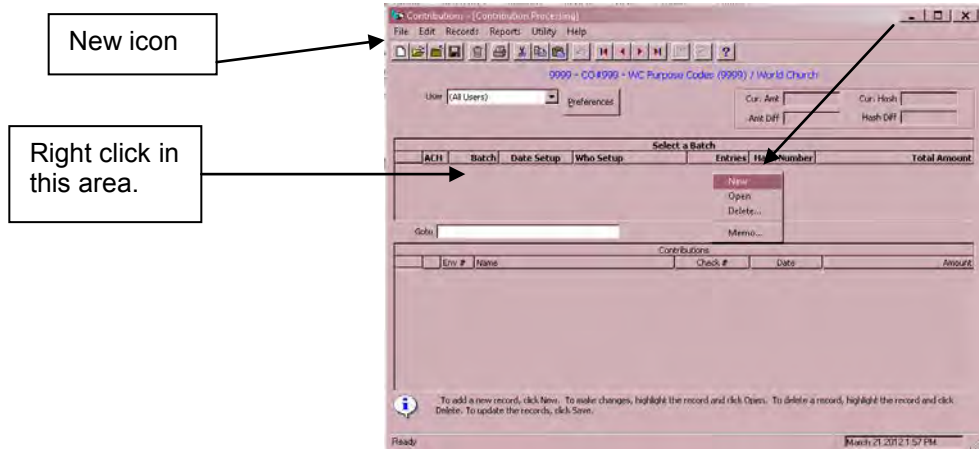 New icon
Right click in
this area.
Contributions - [Contribution Processing]
File Edit Records Reports Utility Help
9999 - CO#999 - WC Purpose Codes (9999) / World Church
User (All Users) Preferences
Cur. Amt Cur. Hash
Amt Diff Hash Diff
Select a Batch
ACH Batch Date Setup Who Setup Entries Number Total Amount
New
Open
Delete...
Memo...
Goto
Contributions
Env # Name Check # Date Amount
To add a new record, click New. To make changes, highlight the record and click Open. To delete a record, highlight the record and click
Delete. To update the records, click Save.
Ready March 21 2012 1:57 PM